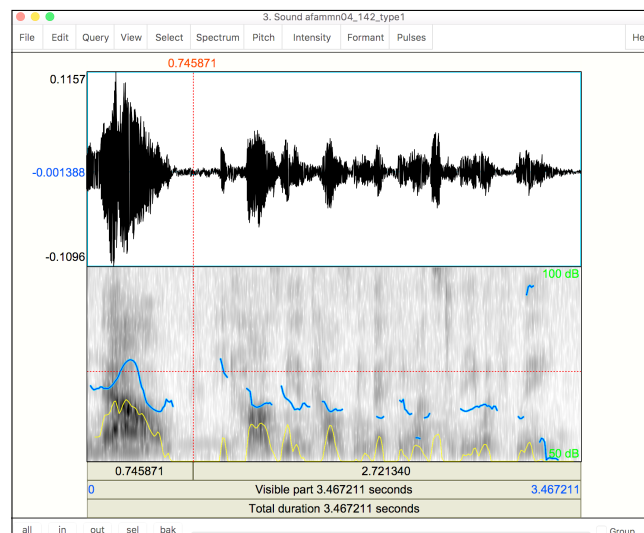 3. Sound afammn04_142_type1
File Edit Query View Select Spectrum Pitch Intensity Formant Pulses He
0.745871
0.1157
-0.001388
-0.1096
100 dB
50 dB
0.745871 2.721340
0 Visible part 3.467211 seconds 3.467211
Total duration 3.467211 seconds
all in out sel bak Group